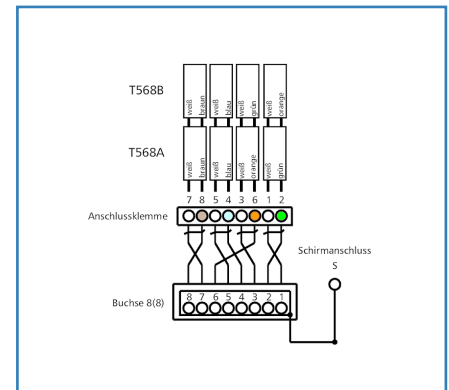 T568B
weiß braun weiß blau weiß grün weiß orange
T568A
weiß braun weiß blau weiß orange weiß grün
7 8 5 4 3 6 1 2
Anschlussklemme
Schirmanschluss
S
Buchse 8(8)
8 7 6 5 4 3 2 1